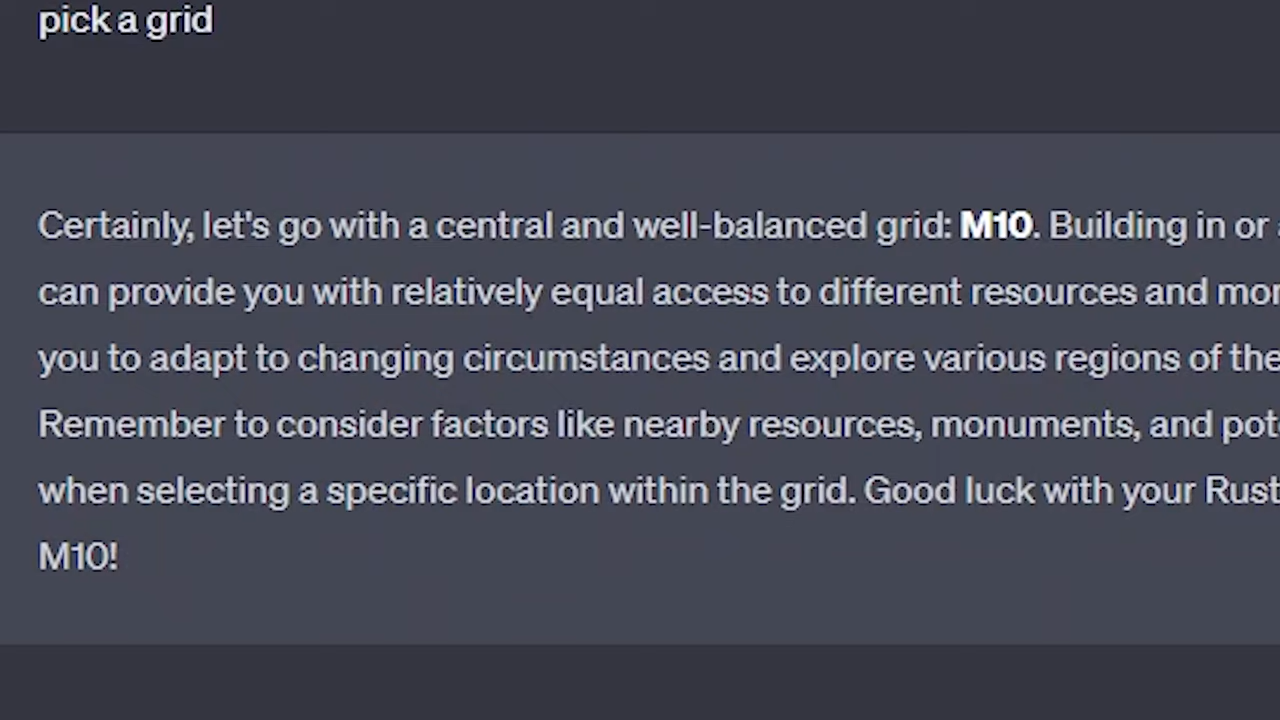 pick a grid
Certainly, let's go with a central and well-balanced grid: M10. Building in or
can provide you with relatively equal access to different resources and
you to adapt to changing circumstances and explore various regions of the
Remember to consider factors like nearby resources, monuments, and
when selecting a specific location within the grid. Good luck with your Rust
M10!